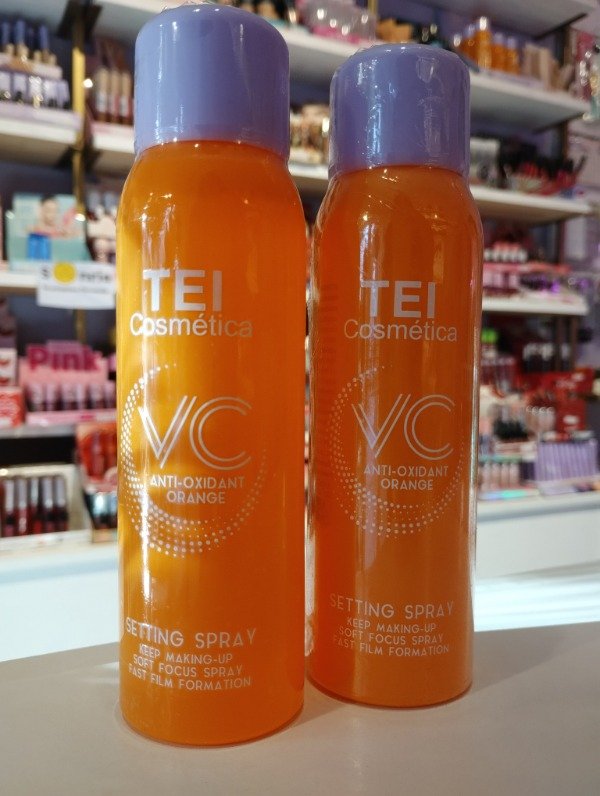 TEI
Cosmética
VC
ANTI-OXIDANT
ORANGE
SETTING SPRAY
KEEP MAKING-UP
SOFT FOCUS SPRAY
FAST FILM FORMATION
TEI
Cosmética
VC
ANTI-OXIDANT
ORANGE
SETTING SPRAY
KEEP MAKING-UP
SOFT FOCUS SPRAY
FAST FILM FORMATION
Pink